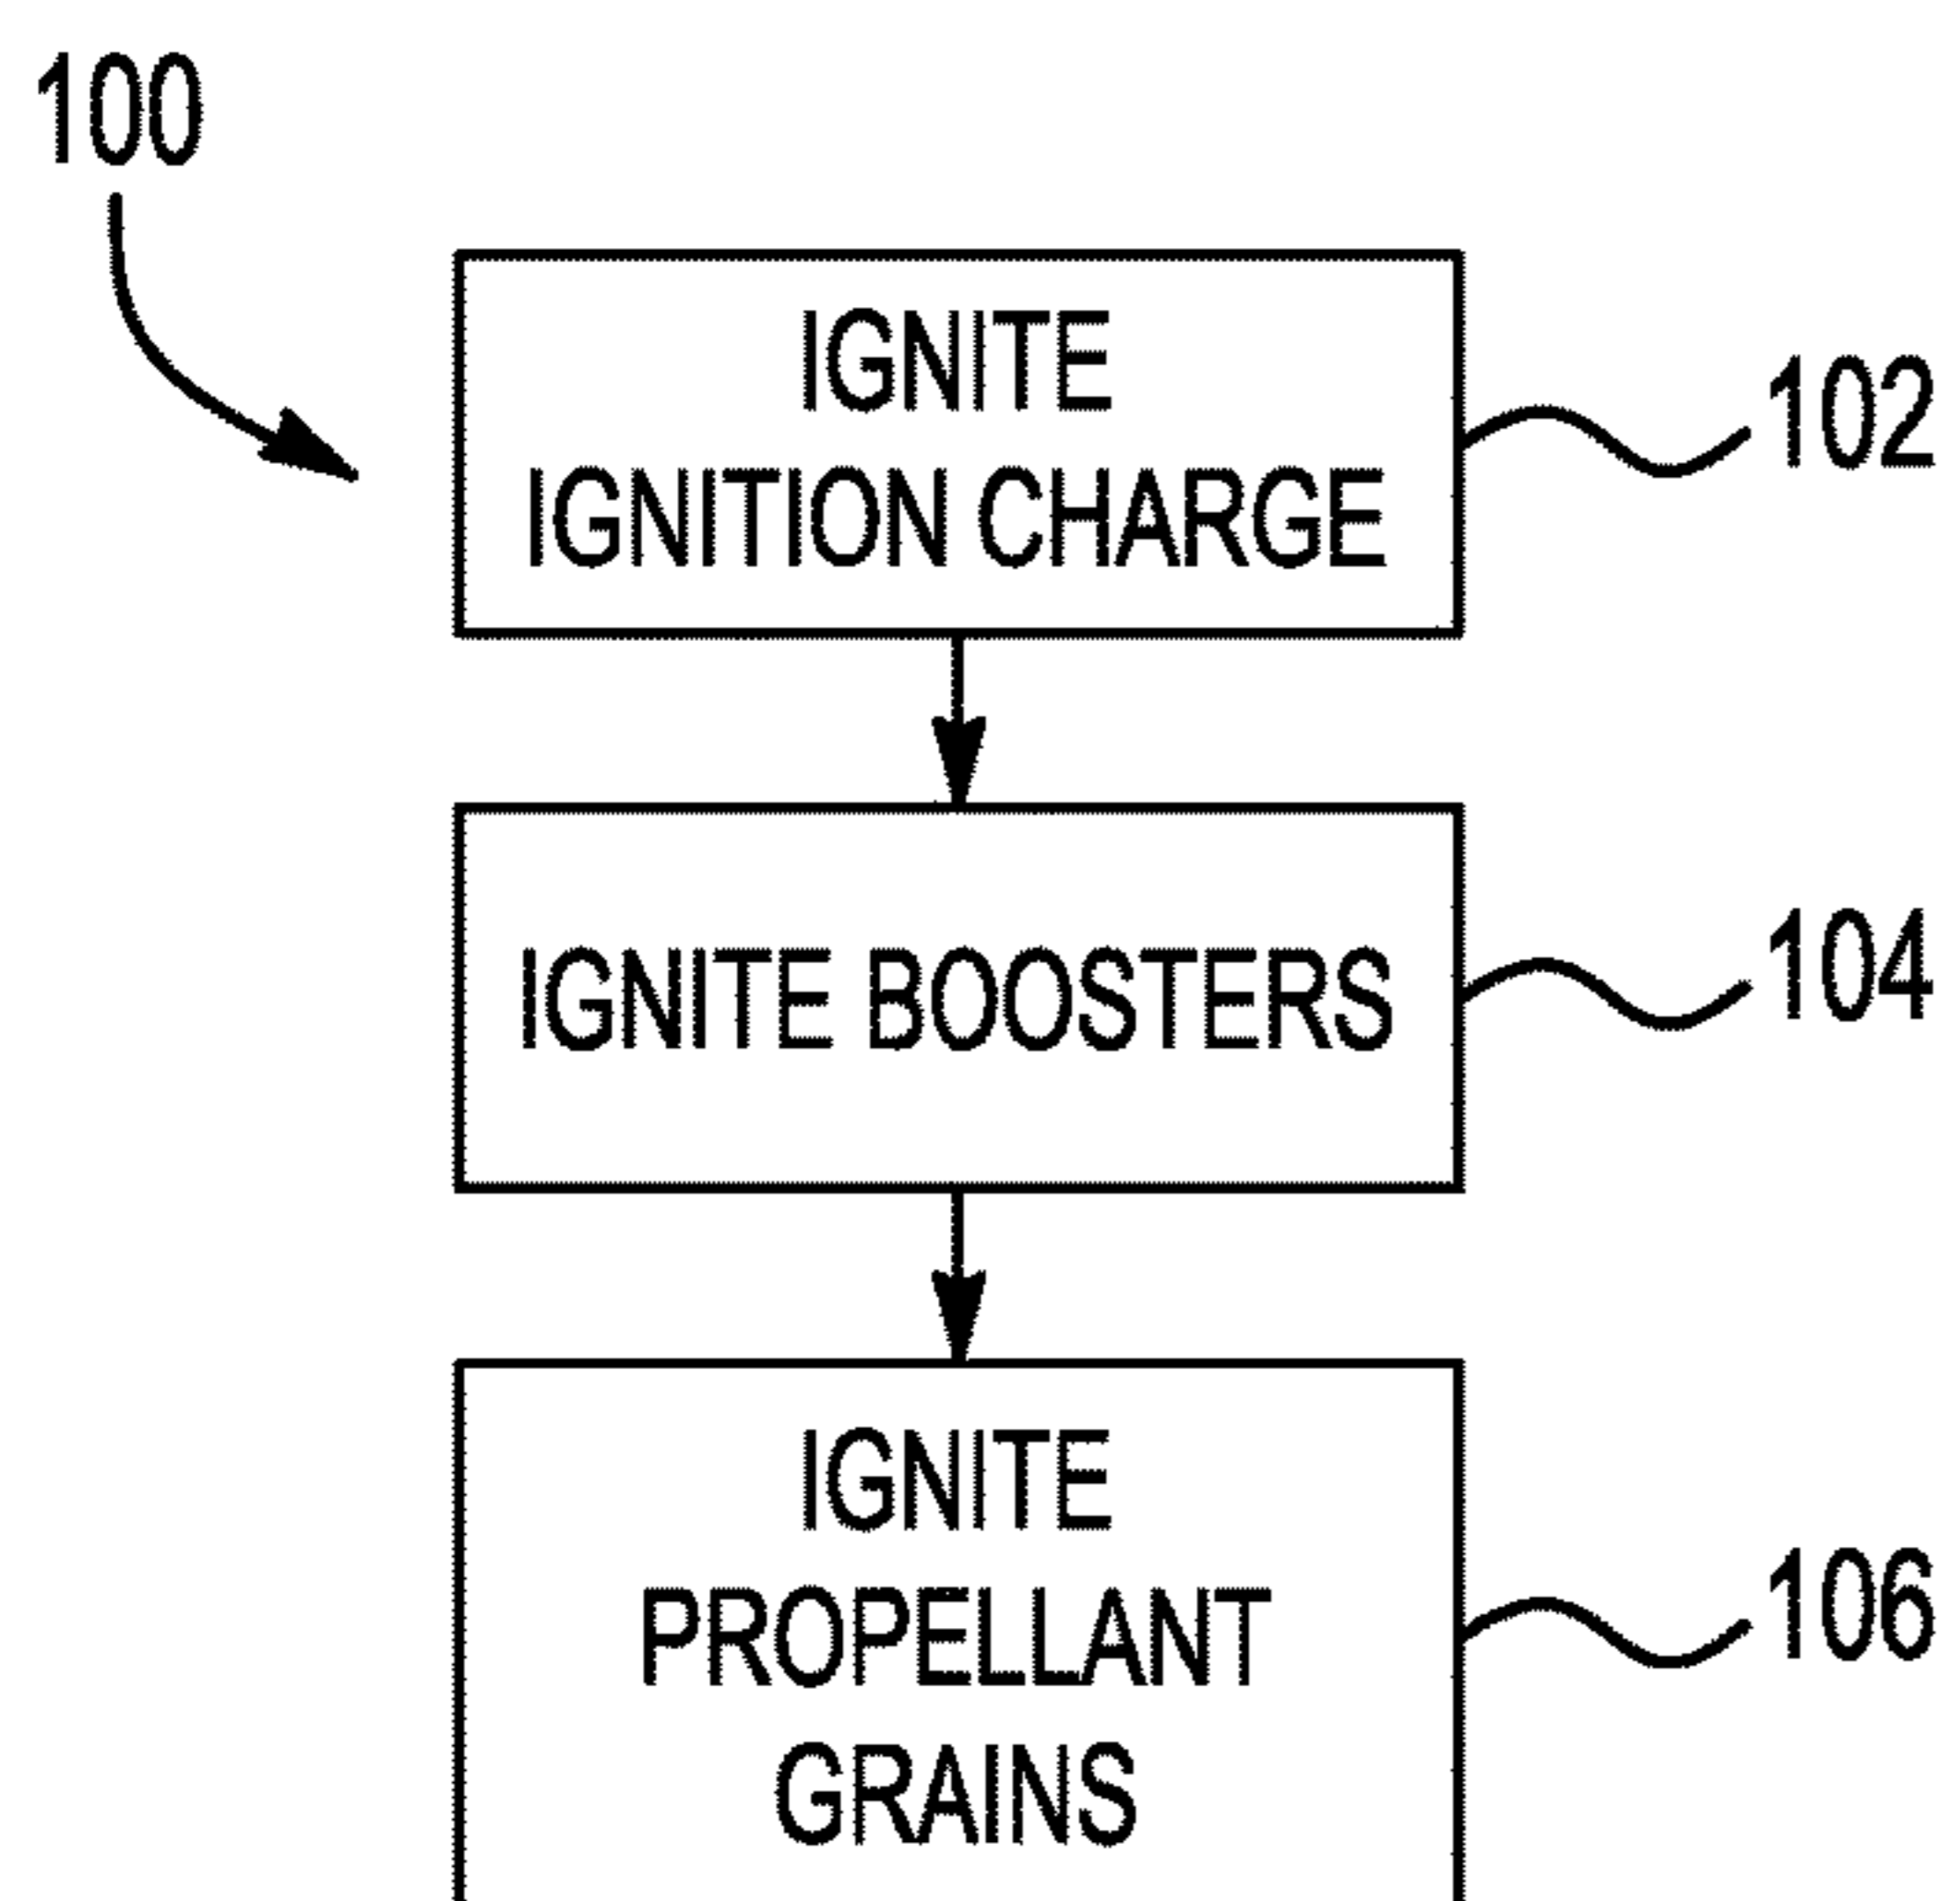 100
IGNITE
IGNITION CHARGE
102
IGNITE BOOSTERS
104
IGNITE
PROPELLANT
GRAINS
106